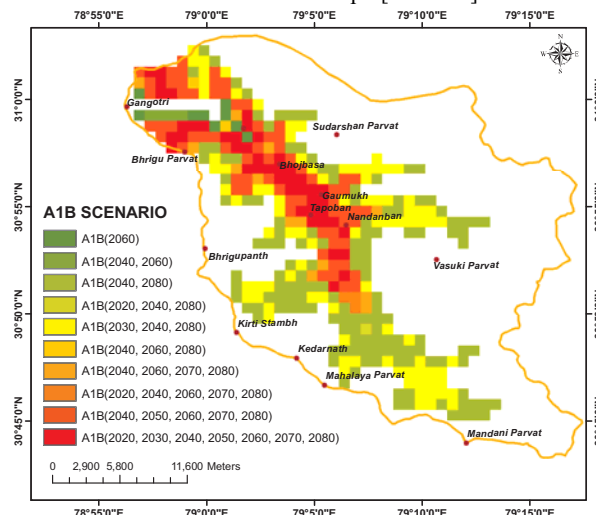 78°55'0"E 79°0'0"E 79°5'0"E 79°10'0"E 79°15'0"E
N
W E
S
31°0'0"N
30°55'0"N
30°50'0"N
30°45'0"N
Gangotri
Sudarshan Parvat
Bhrigu Parvat
Bhojbasa
Gaumukh
Tapoban
Nandanban
Bhrigupanth
Vasuki Parvat
Kirti Stambh
Kedarnath
Mahalaya Parvat
Mandani Parvat
A1B SCENARIO
A1B(2060)
A1B(2040, 2060)
A1B(2040, 2080)
A1B(2020, 2040, 2080)
A1B(2030, 2040, 2080)
A1B(2040, 2060, 2080)
A1B(2040, 2060, 2070, 2080)
A1B(2020, 2040, 2060, 2070, 2080)
A1B(2040, 2050, 2060, 2070, 2080)
A1B(2020, 2030, 2040, 2050, 2060, 2070, 2080)
0 2,900 5,800 11,600 Meters
78°55'0"E 79°0'0"E 79°5'0"E 79°10'0"E 79°15'0"E